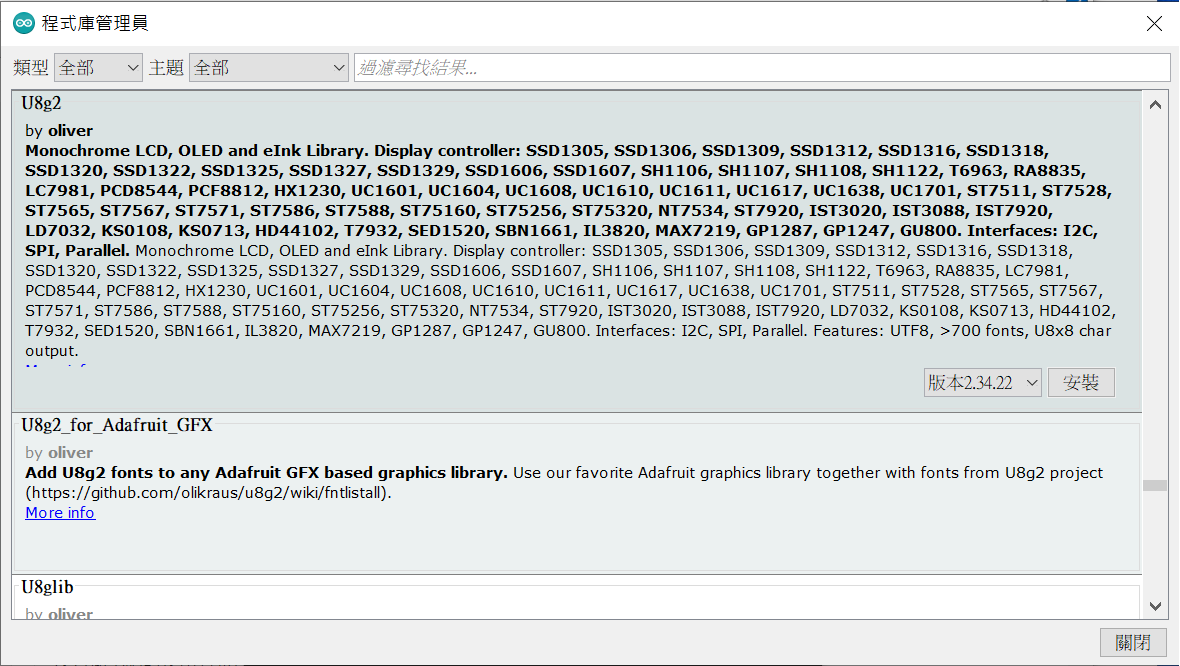 程式庫管理員
類型 全部 主題 全部 過濾尋找結果...
U8g2
by oliver
Monochrome LCD, OLED and eInk Library. Display controller: SSD1305, SSD1306, SSD1309, SSD1312, SSD1316, SSD1318,
SSD1320, SSD1322, SSD1325, SSD1327, SSD1329, SSD1606, SSD1607, SH1106, SH1107, SH1108, SH1122, T6963, RA8835,
LC7981, PCD8544, PCF8812, HX1230, UC1601, UC1604, UC1608, UC1610, UC1611, UC1617, UC1638, UC1701, ST7511, ST7528,
ST7565, ST7567, ST7571, ST7586, ST7588, ST75160, ST75256, ST75320, NT7534, ST7920, IST3020, IST3088, IST7920,
LD7032, KS0108, KS0713, HD44102, T7932, SED1520, SBN1661, IL3820, MAX7219, GP1287, GP1247, GU800. Interfaces: I2C,
SPI, Parallel. Monochrome LCD, OLED and eInk Library. Display controller: SSD1305, SSD1306, SSD1309, SSD1312, SSD1316, SSD1318,
SSD1320, SSD1322, SSD1325, SSD1327, SSD1329, SSD1606, SSD1607, SH1106, SH1107, SH1108, SH1122, T6963, RA8835, LC7981,
PCD8544, PCF8812, HX1230, UC1601, UC1604, UC1608, UC1610, UC1611, UC1617, UC1638, UC1701, ST7511, ST7528, ST7565, ST7567,
ST7571, ST7586, ST7588, ST75160, ST75256, ST75320, NT7534, ST7920, IST3020, IST3088, IST7920, LD7032, KS0108, KS0713, HD44102,
T7932, SED1520, SBN1661, IL3820, MAX7219, GP1287, GP1247, GU800. Interfaces: I2C, SPI, Parallel. Features: UTF8, >700 fonts, U8x8 char
output.
版本2.34.22 安裝
U8g2_for_Adafruit_GFX
by oliver
Add U8g2 fonts to any Adafruit GFX based graphics library. Use our favorite Adafruit graphics library together with fonts from U8g2 project
(https://github.com/olikraus/u8g2/wiki/fntlistall).
More info
U8glib
by oliver
關閉